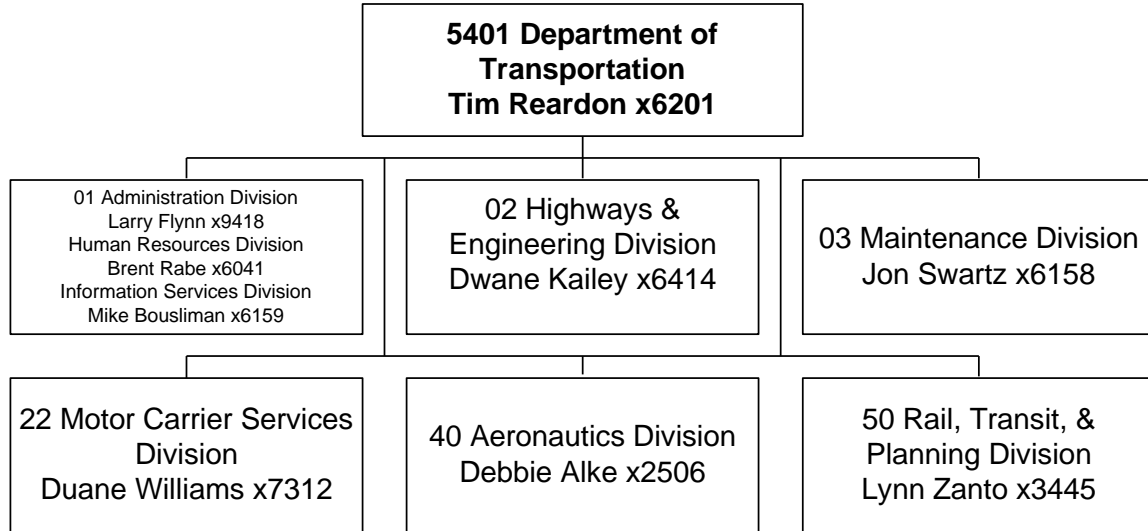 5401 Department of
Transportation
Tim Reardon x6201
01 Administration Division
Larry Flynn x9418
Human Resources Division
Brent Rabe x6041
Information Services Division
Mike Bousliman x6159
02 Highways &
Engineering Division
Dwane Kailey x6414
03 Maintenance Division
Jon Swartz x6158
22 Motor Carrier Services
Division
Duane Williams x7312
40 Aeronautics Division
Debbie Alke x2506
50 Rail, Transit, &
Planning Division
Lynn Zanto x3445